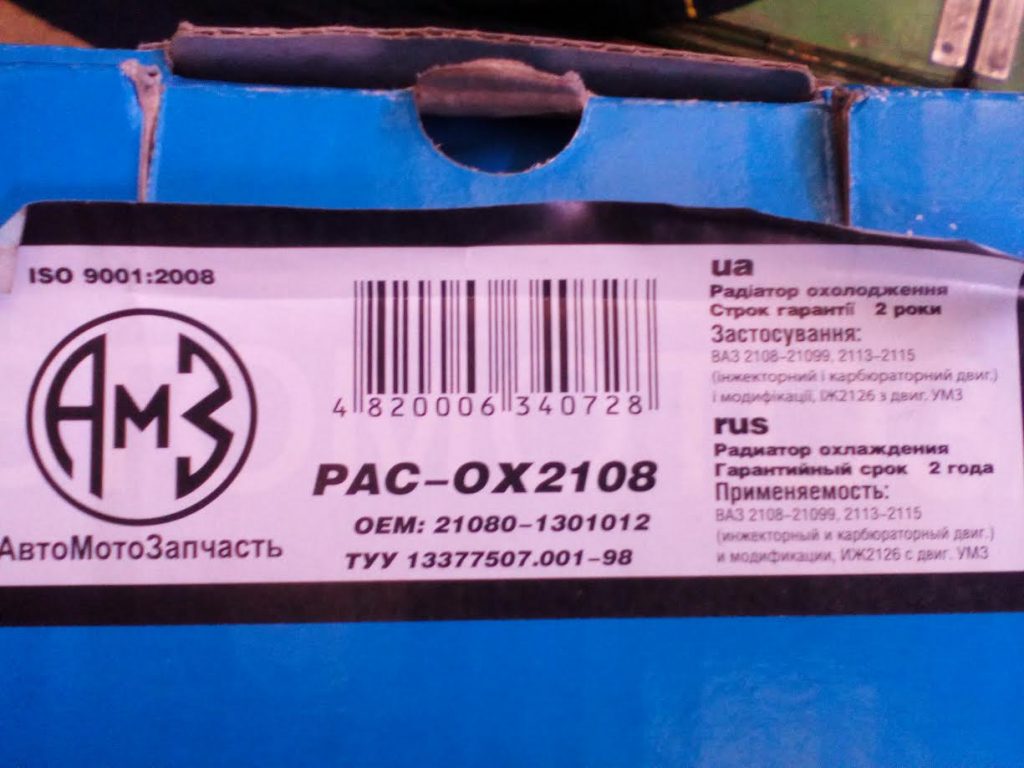 ISO 9001:2008
АМЗ
АвтоМотоЗапчасть
4 820006 340728
РАС-ОХ2108
ОЕМ: 21080-1301012
ТУУ 13377507.001-98
ua
Радіатор охолодження
Строк гарантії 2 роки
Застосування:
ВАЗ 2108-21099, 2113-2115
(інжекторний і карбюраторний двиг.)
і модифікації, ІЖ2126 з двиг. УМЗ
rus
Радиатор охлаждения
Гарантийный срок 2 года
Применяемость:
ВАЗ 2108-21099, 2113-2115
(инжекторный и карбюраторный двиг.)
и модификации, ИЖ2126 с двиг. УМЗ